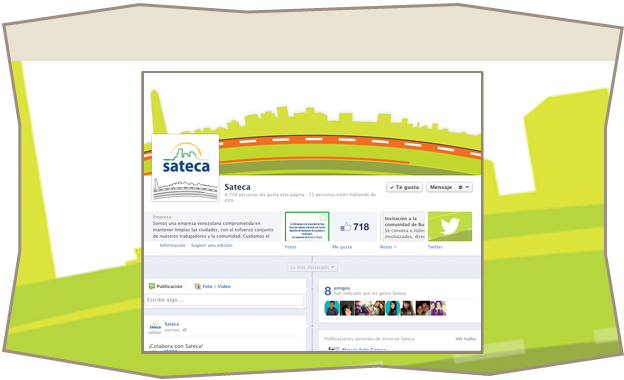 sateca
Sateca
A 718 personas les gusta esta página · 31 personas están hablando de
esto
Te gusta
Mensaje
Empresa
Somos una empresa venezolana comprometida en
mantener limpias las ciudades, con el esfuerzo conjunto
de nuestros trabajadores y la comunidad. Cuidamos el
Información · Sugerir una edición
Fotos
718
Me gusta
Invitación a la
comunidad de
Se convoca a
involucrados,
Notas
Twitter
Lo más destacado
Publicación
Foto / Vídeo
Escribe algo...
sateca
Sateca
viernes
¡Colabora con Sateca!
8 amigos
han indicado que les gusta Sateca.
Publicaciones recientes de otros en Sateca
Ver todos